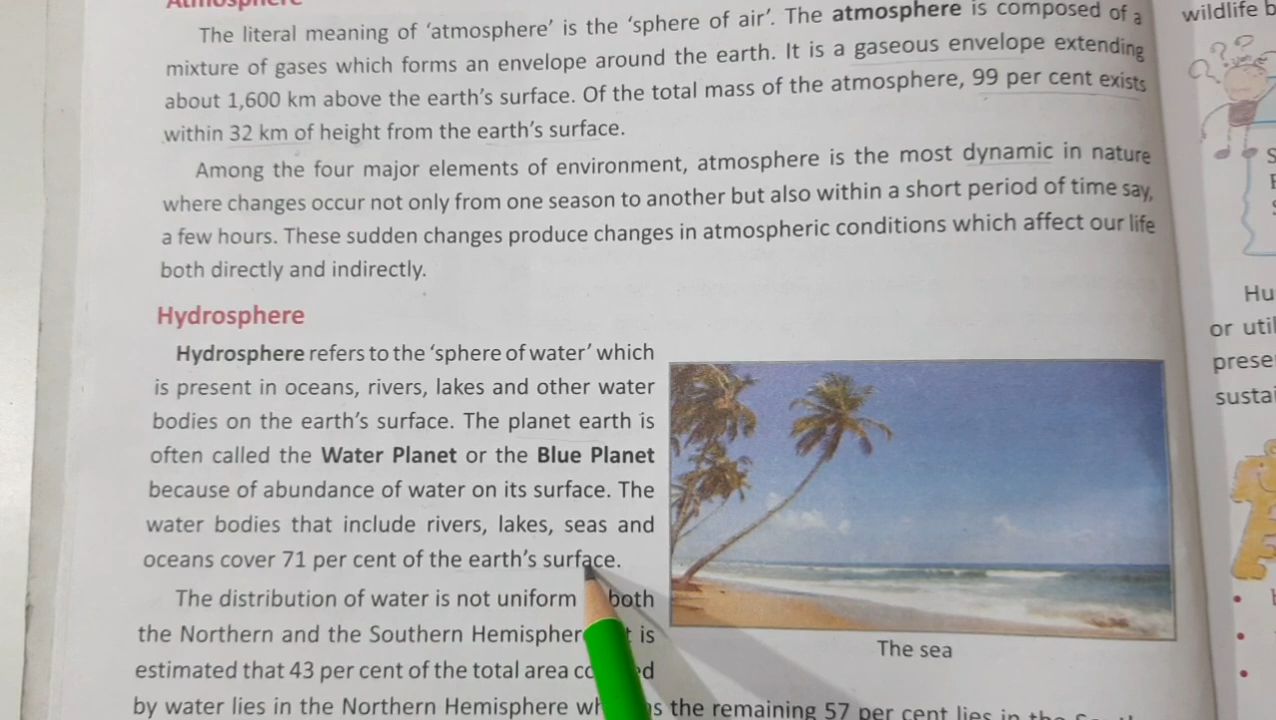 Atmosphere
The literal meaning of ‘atmosphere’ is the ‘sphere of air’. The atmosphere is composed of a
mixture of gases which forms an envelope around the earth. It is a gaseous envelope extending
about 1,600 km above the earth’s surface. Of the total mass of the atmosphere, 99 per cent exists
within 32 km of height from the earth’s surface.
Among the four major elements of environment, atmosphere is the most dynamic in nature
where changes occur not only from one season to another but also within a short period of time say,
a few hours. These sudden changes produce changes in atmospheric conditions which affect our life
both directly and indirectly.
Hydrosphere
Hydrosphere refers to the ‘sphere of water’ which
is present in oceans, rivers, lakes and other water
bodies on the earth’s surface. The planet earth is
often called the Water Planet or the Blue Planet
because of abundance of water on its surface. The
water bodies that include rivers, lakes, seas and
oceans cover 71 per cent of the earth’s surface.
The distribution of water is not uniform both
the Northern and the Southern Hemispher is
estimated that 43 per cent of the total area
by water lies in the Northern Hemisphere the remaining 57 per cent lies in the
The sea
wildlife b
Hu
or util
prese
sustai